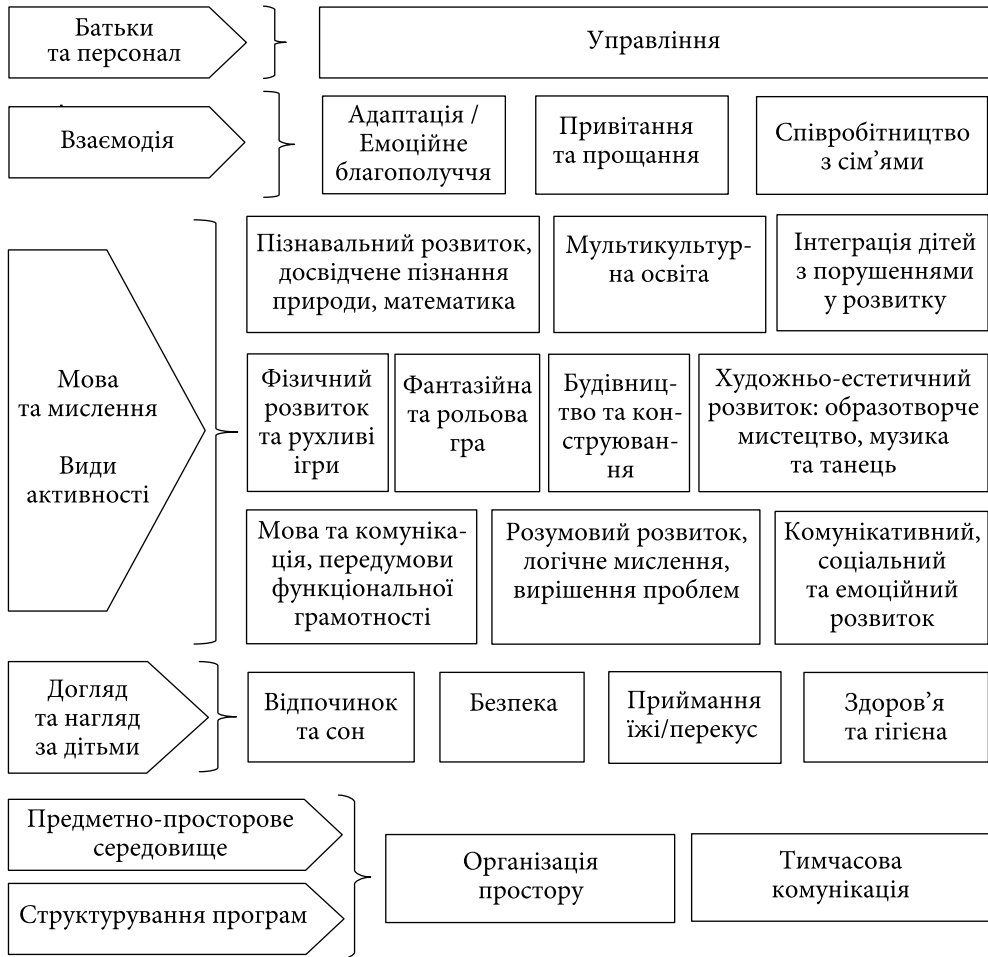 Батьки
та персонал
Управління
Взаємодія
Адаптація /
Емоційне
благополуччя
Привітання
та прощання
Співробітництво
з сім’ями
Мова
та мислення
Види
активності
Пізнавальний розвиток,
досвідчене пізнання
природи, математика
Мультикультур-
на освіта
Інтеграція дітей
з порушеннями
у розвитку
Фізичний
розвиток
та рухливі
ігри
Фантазійна
та рольова
гра
Будівниц-
тво та кон-
струюван-
ня
Художньо-естетичний
розвиток: образотворче
мистецтво, музика
та танець
Мова та комуніка-
ція, передумови
функціональної
грамотності
Розумовий розвиток,
логічне мислення,
вирішення проблем
Комунікативний,
соціальний
та емоційний
розвиток
Догляд
та нагляд
за дітьми
Відпочинок
та сон
Безпека
Приймання
їжі/перекус
Здоров’я
та гігієна
Предметно-просторове
середовище
Структурування програм
Організація
простору
Тимчасова
комунікація